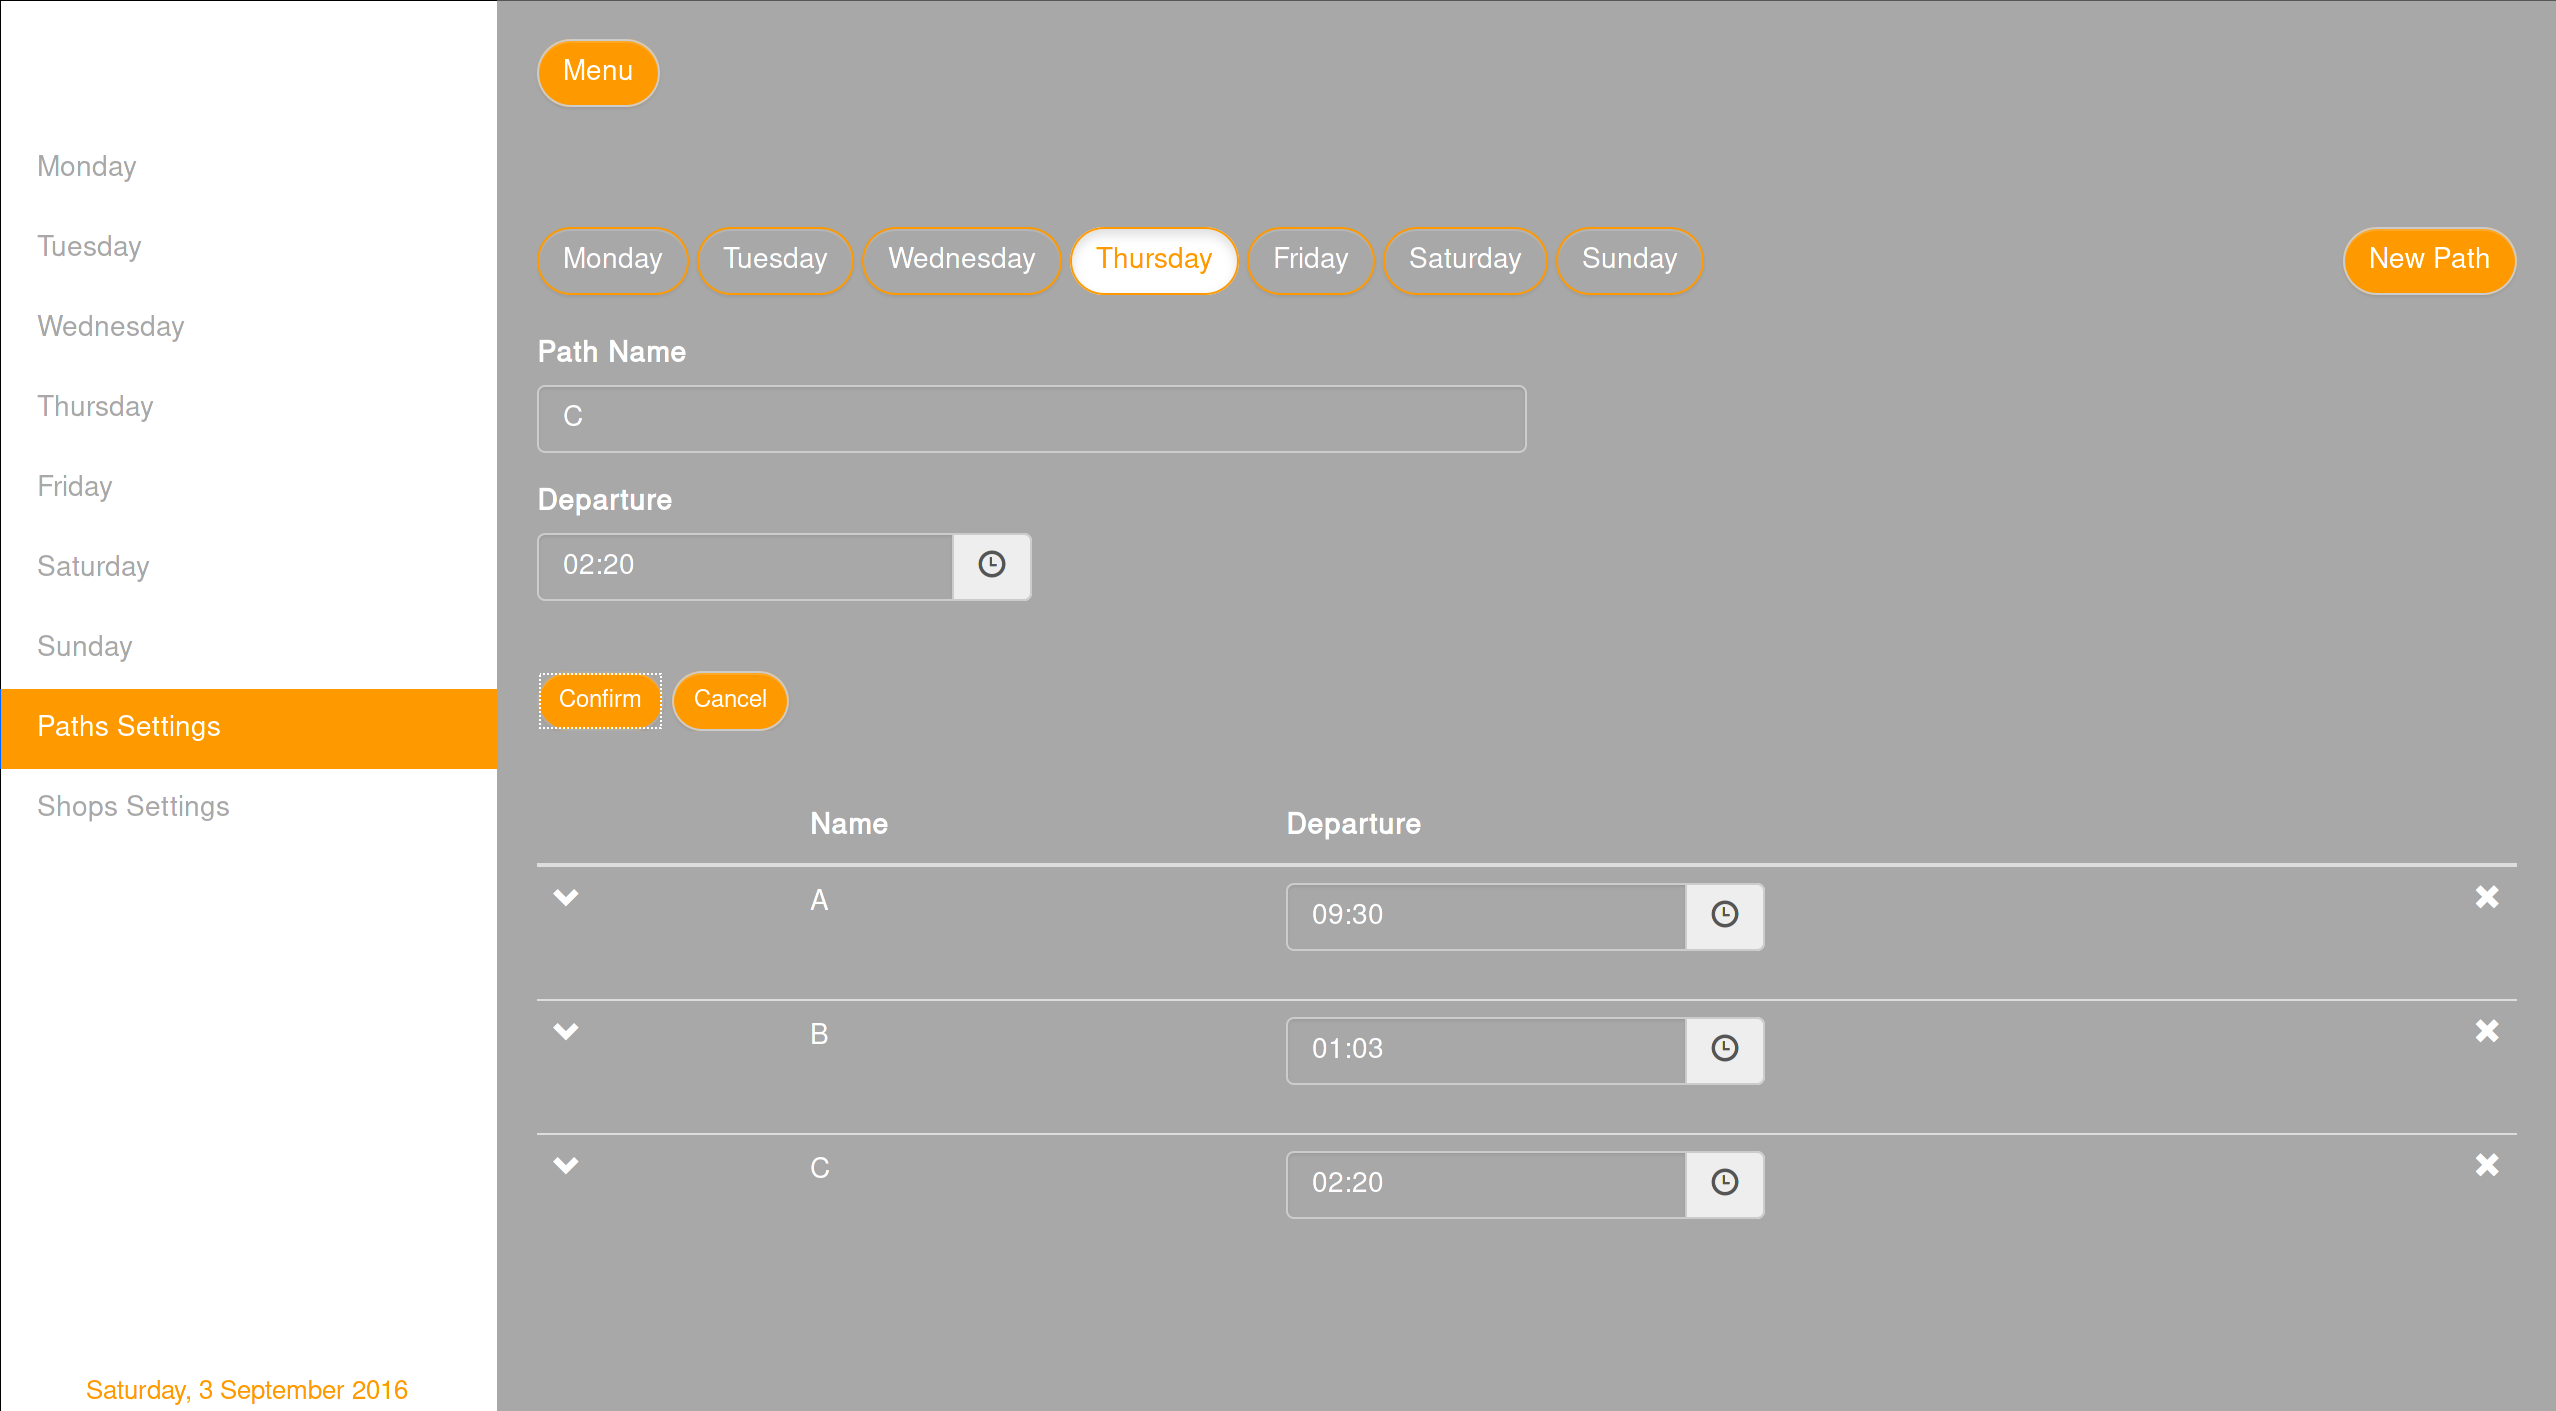 Monday
Tuesday
Wednesday
Thursday
Friday
Saturday
Sunday
Paths Settings
Shops Settings
Saturday, 3 September 2016
Menu
Monday Tuesday Wednesday Thursday Friday Saturday Sunday New Path
Path Name
C
Departure
02:20
Confirm Cancel
Name Departure
A 09:30
B 01:03
C 02:20